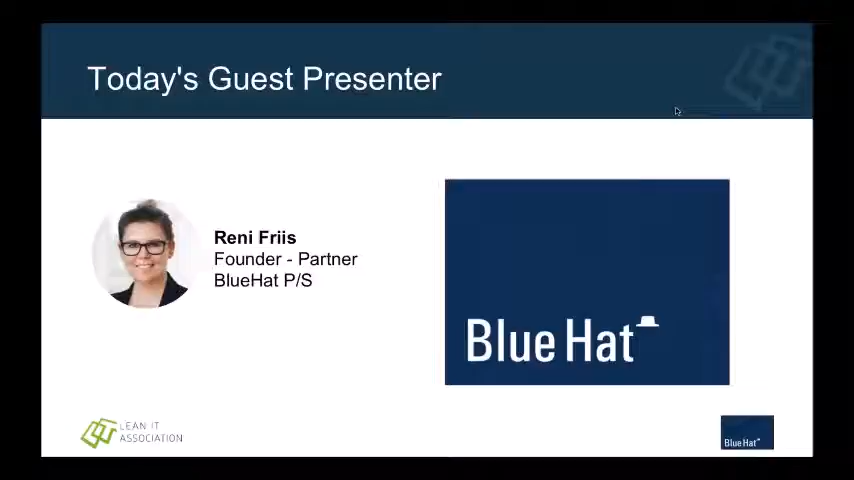 Today's Guest Presenter
Reni Friis
Founder - Partner
BlueHat P/S
Blue Hat
LEAN IT
ASSOCIATION
Blue Hat